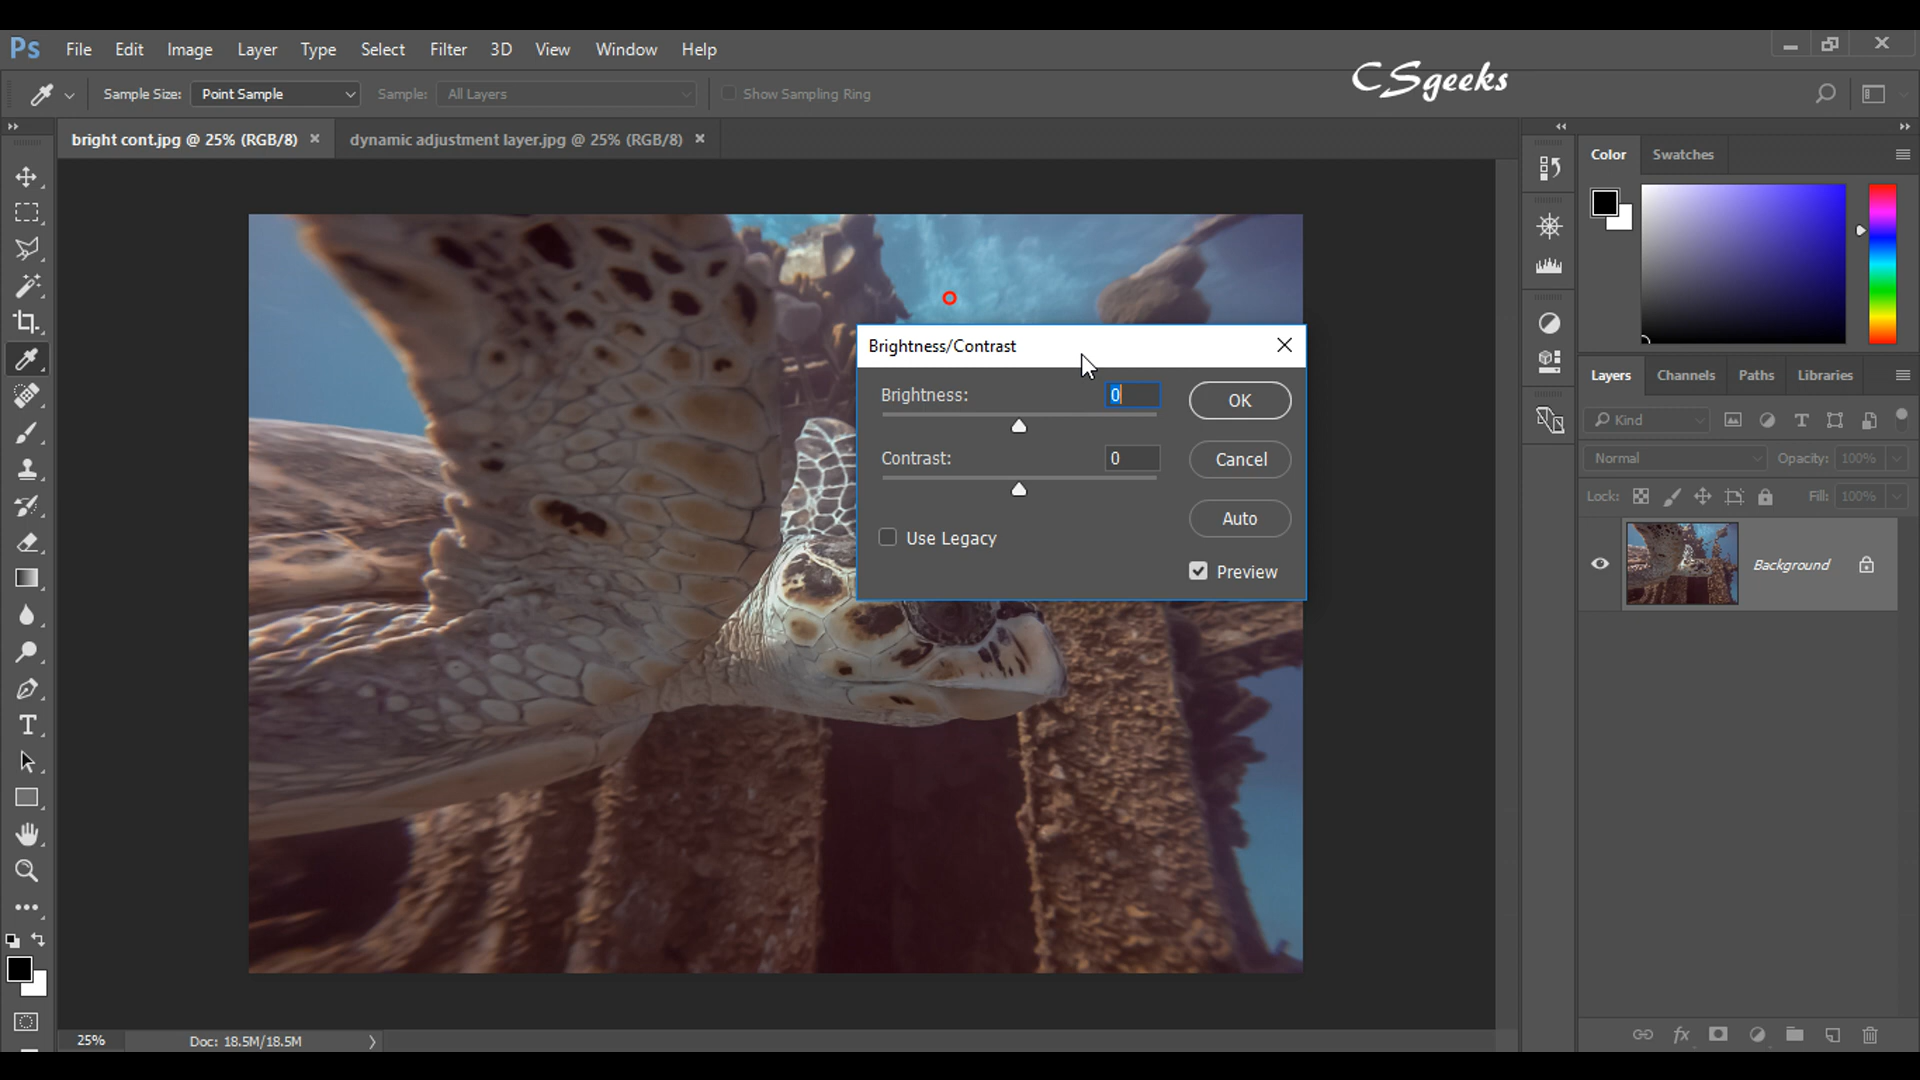 Ps File Edit Image Layer Type Select Filter 3D View Window Help
CSgeeks
Sample Size: Point Sample Sample: All Layers Show Sampling Ring
bright cont.jpg @ 25% (RGB/8) dynamic adjustment layer.jpg @ 25% (RGB/8)
Color Swatches
Brightness/Contrast
Brightness: 0
OK
Contrast: 0
Cancel
Auto
Use Legacy
Preview
Layers Channels Paths Libraries
Kind
Normal Opacity: 100%
Lock: Fill: 100%
Background
25% Doc: 18.5M/18.5M